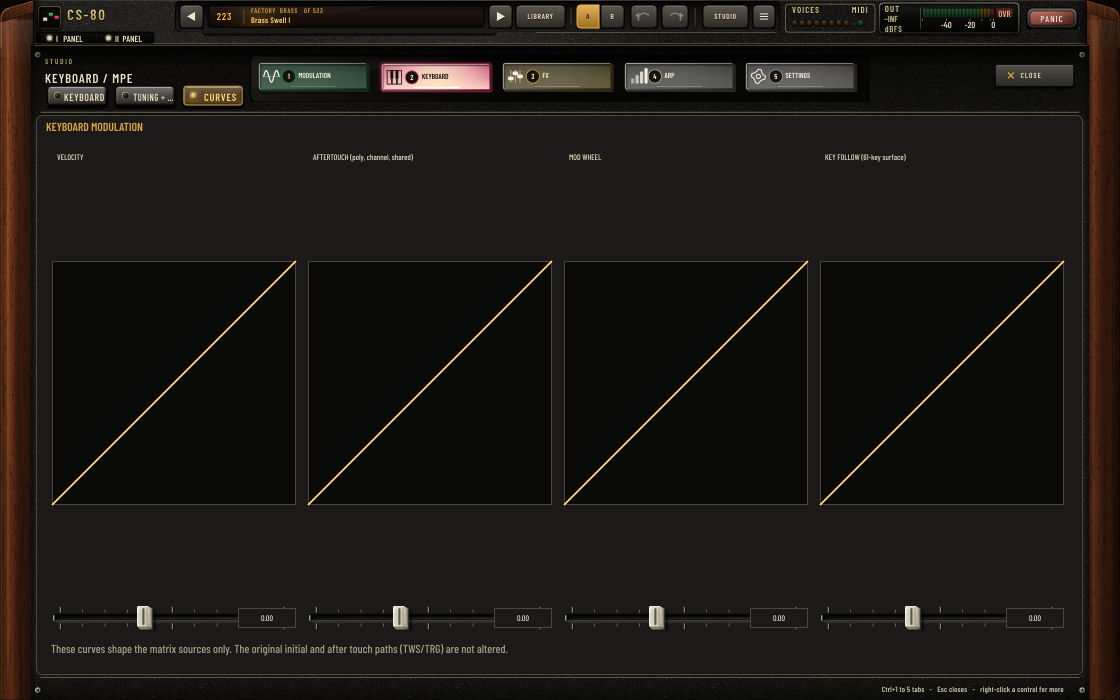 CS-80
I PANEL
II PANEL
223
FACTORY BRASS OF 523
Brass Swell I
LIBRARY
A
B
STUDIO
VOICES
MIDI
OUT
-INF
dBFS
OVR
-40
-20
0
PANIC
STUDIO
KEYBOARD / MPE
KEYBOARD
TUNING + ...
CURVES
1 MODULATION
2 KEYBOARD
3 FX
4 ARP
5 SETTINGS
CLOSE
KEYBOARD MODULATION
VELOCITY
AFTERTOUCH (poly, channel, shared)
MOD WHEEL
KEY FOLLOW (61-key surface)
0.00
0.00
0.00
0.00
These curves shape the matrix sources only. The original initial and after touch paths (TWS/TRG) are not altered.
Ctrl+1 to 5 tabs - Esc closes - right-click a control for more